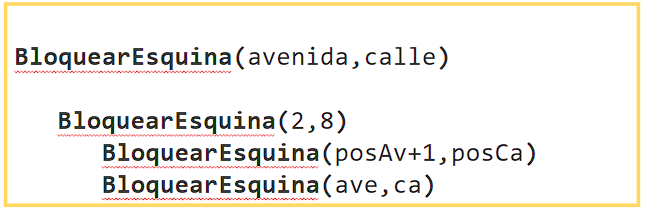 BloquearEsquina(avenida,calle)
BloquearEsquina(2,8)
BloquearEsquina(posAv+1,posCa)
BloquearEsquina(ave,ca)